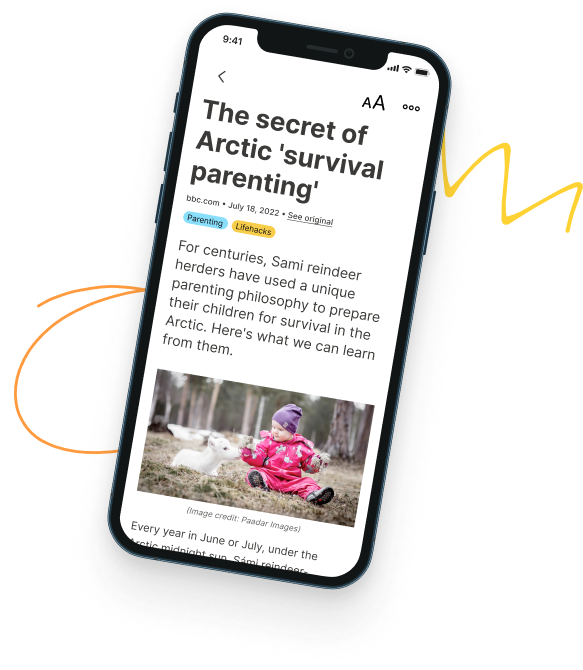 9:41
AA
The secret of
Arctic 'survival
parenting'
bbc.com • July 18, 2022 • See original
Parenting Lifehacks
For centuries, Sami reindeer
herders have used a unique
parenting philosophy to prepare
their children for survival in the
Arctic. Here's what we can learn
from them.
(Image credit: Paadar Images)
Every year in June or July, under the
Arctic midnight sun, Sámi reindeer-